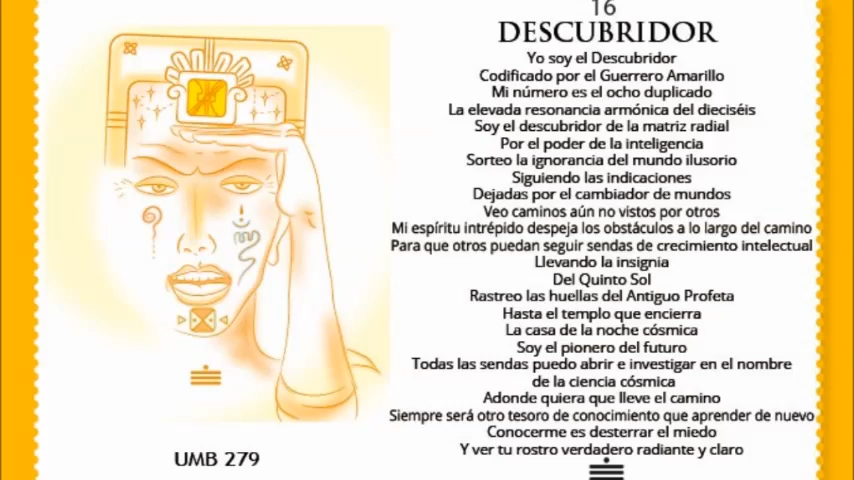 16
DESCUBRIDOR
Yo soy el Descubridor
Codificado por el Guerrero Amarillo
Mi número es el ocho duplicado
La elevada resonancia armónica del dieciséis
Soy el descubridor de la matriz radial
Por el poder de la inteligencia
Sorteo la ignorancia del mundo ilusorio
Siguiendo las indicaciones
Dejadas por el cambiador de mundos
Veo caminos aún no vistos por otros
Mi espíritu intrépido despeja los obstáculos a lo largo del camino
Para que otros puedan seguir sendas de crecimiento intelectual
Llevando la insignia
Del Quinto Sol
Rastreo las huellas del Antiguo Profeta
Hasta el templo que encierra
La casa de la noche cósmica
Soy el pionero del futuro
Todas las sendas puedo abrir e investigar en el nombre
de la ciencia cósmica
Adonde quiera que lleve el camino
Siempre será otro tesoro de conocimiento que aprender de nuevo
Conocerme es desterrar el miedo
Y ver tu rostro verdadero radiante y claro
UMB 279